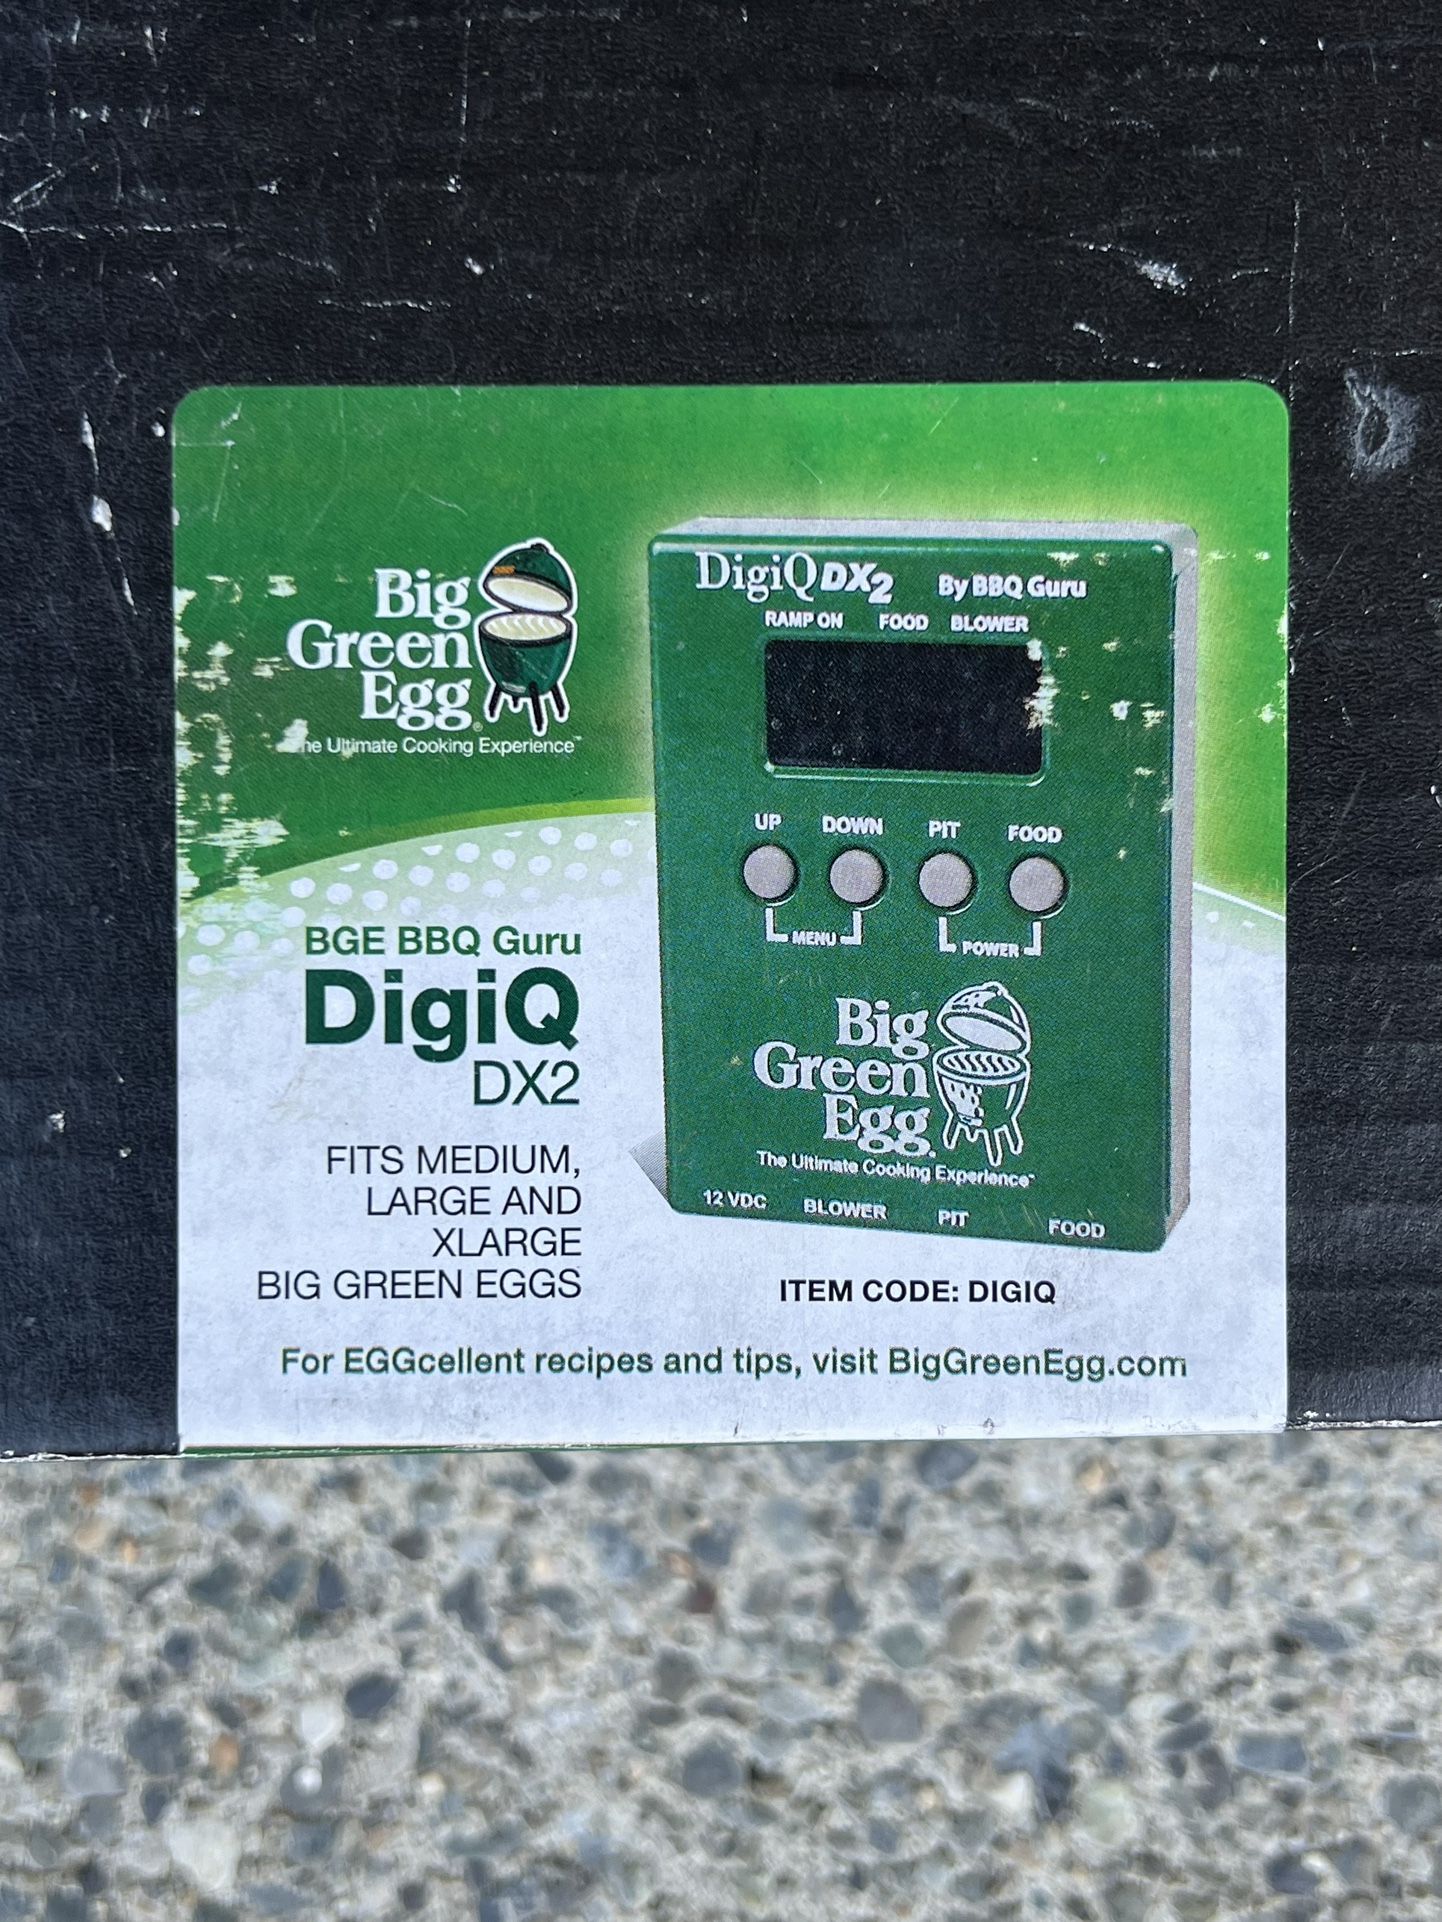 Big
Green
Egg®
The Ultimate Cooking Experience™
BGE BBQ Guru
DigiQ
DX2
FITS MEDIUM,
LARGE AND
XLARGE
BIG GREEN EGGS
DigiQ DX2 By BBQ Guru
RAMP ON FOOD BLOWER
UP DOWN PIT FOOD
MENU POWER
Big
Green
Egg®
The Ultimate Cooking Experience™
12 VDC BLOWER PIT FOOD
ITEM CODE: DIGIQ
For EGGcellent recipes and tips, visit BigGreenEgg.com